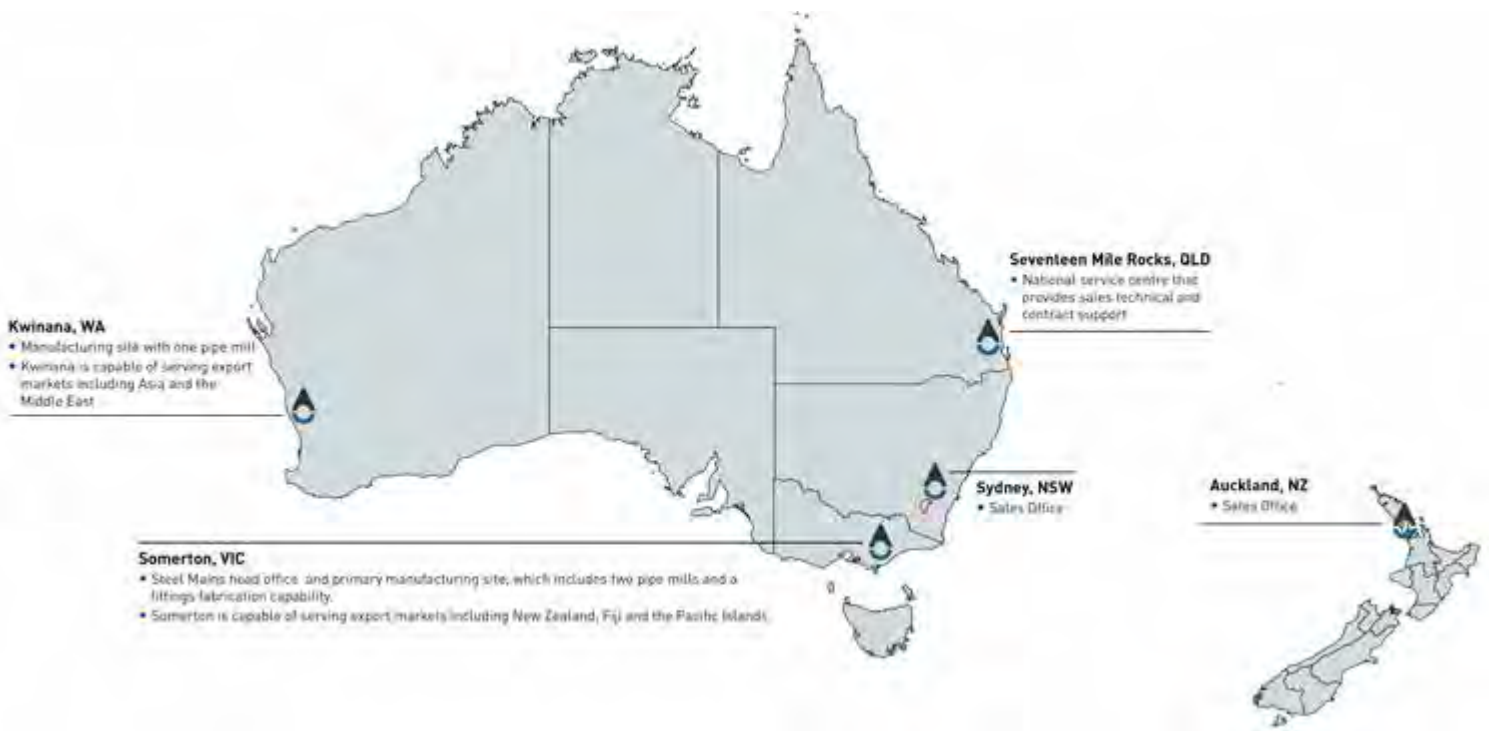 Seventeen Mile Rocks, QLD
• National service centre that
provides sales technical and
contract support
Kwinana, WA
• Manufacturing site with one pipe mill
• Kwinana is capable of serving export
markets including Asia and the
Middle East
Sydney, NSW
• Sales Office
Auckland, NZ
• Sales Office
Somerton, VIC
• Steel Mains head office and primary manufacturing site, which includes two pipe mills and a
fittings fabrication capability.
• Somerton is capable of serving export markets including New Zealand, Fiji and the Pacific Islands.